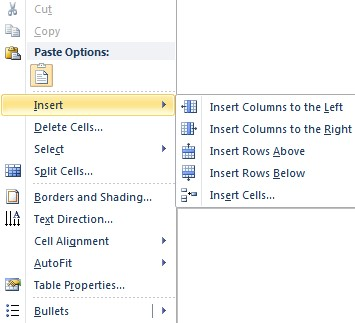 Cut
Copy
Paste Options:
Insert
Delete Cells...
Select
Split Cells...
Borders and Shading...
Text Direction...
Cell Alignment
AutoFit
Table Properties...
Bullets
Insert Columns to the Left
Insert Columns to the Right
Insert Rows Above
Insert Rows Below
Insert Cells...